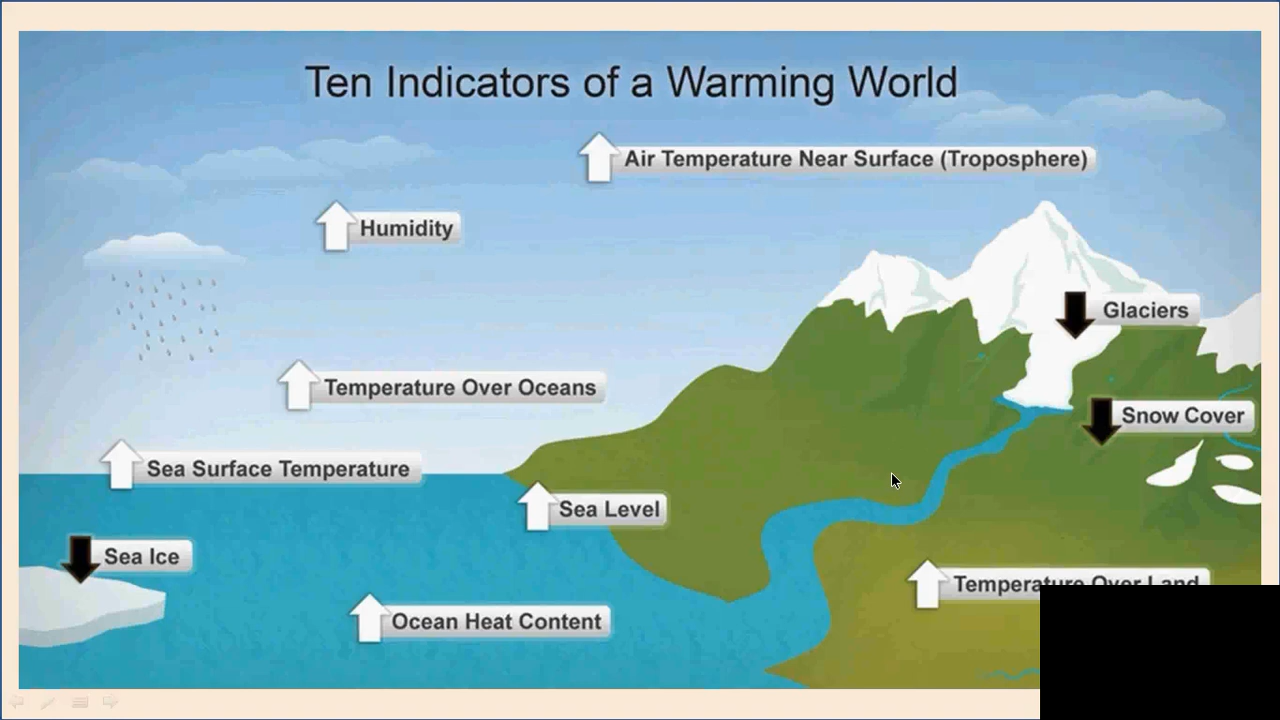 Ten Indicators of a Warming World
Air Temperature Near Surface (Troposphere)
Humidity
Glaciers
Temperature Over Oceans
Snow Cover
Sea Surface Temperature
Sea Level
Sea Ice
Temperature Over Land
Ocean Heat Content